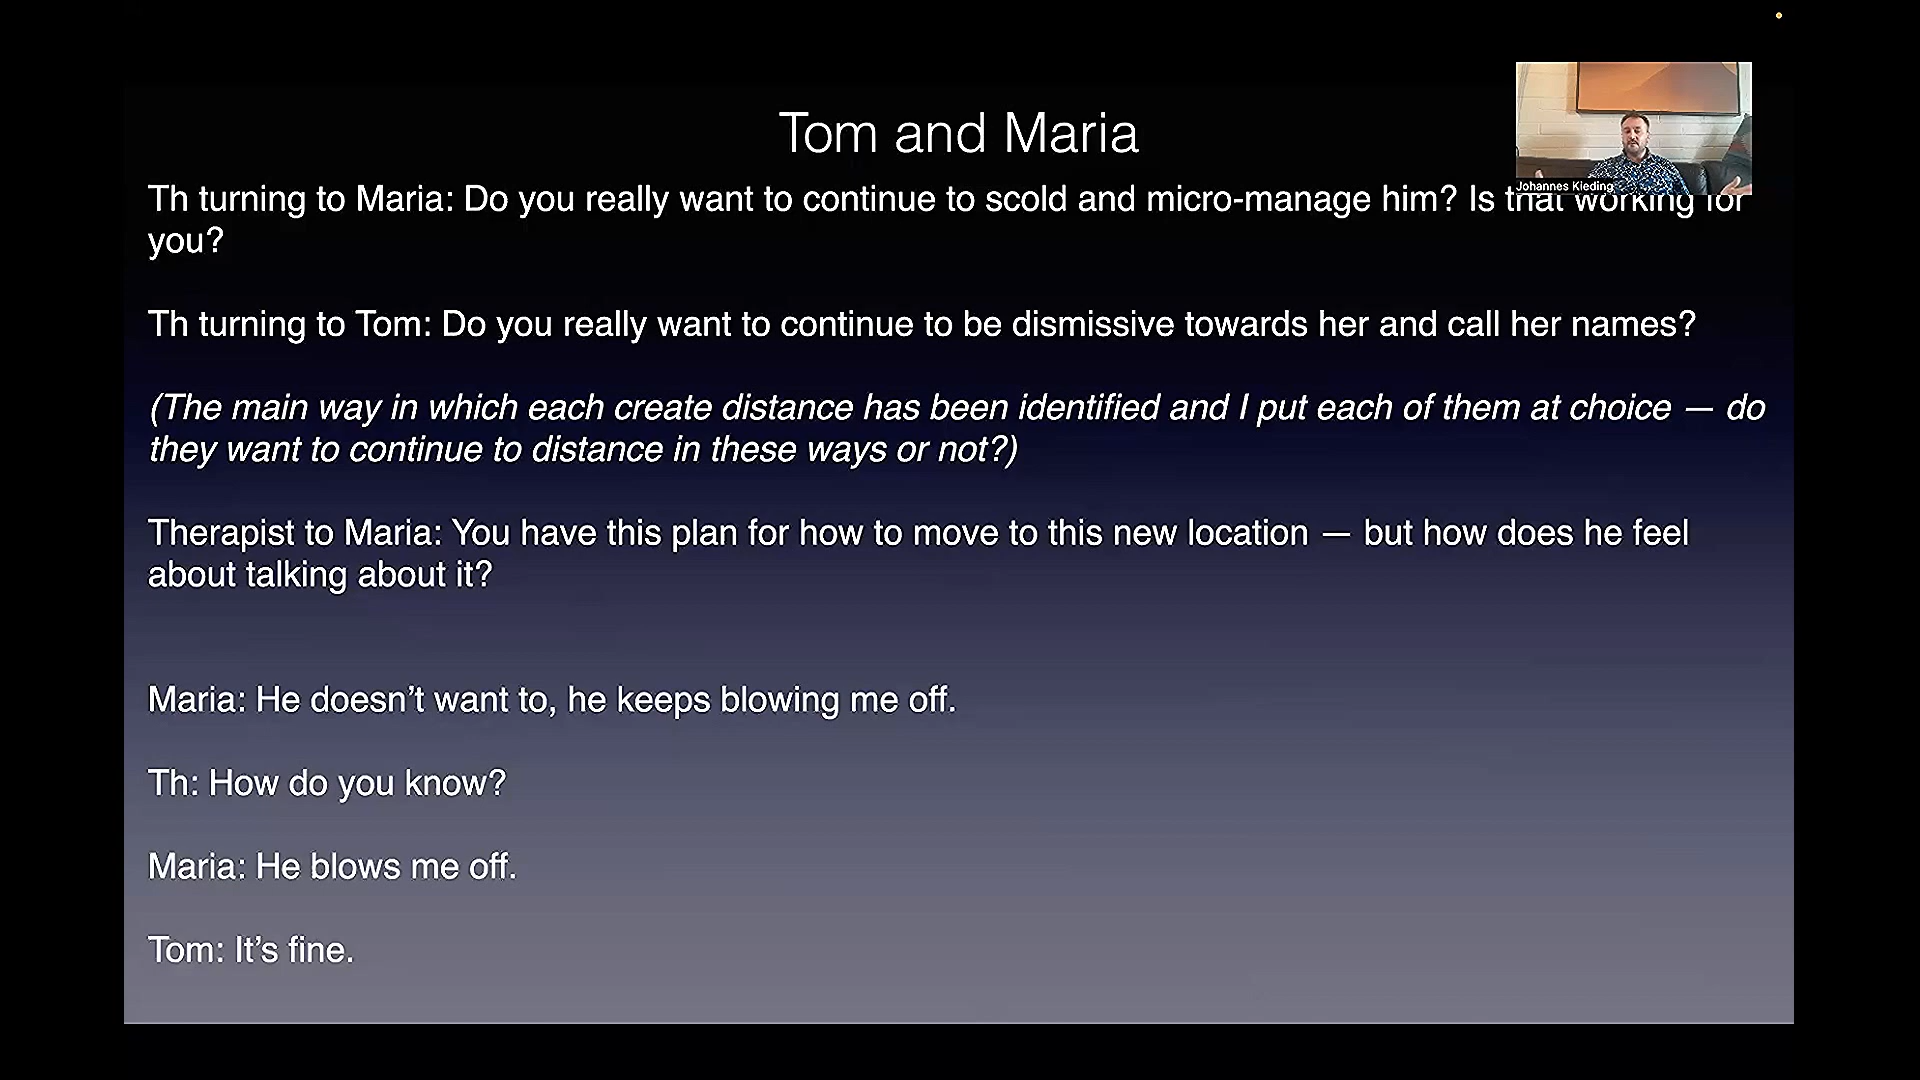 Tom and Maria
Johannes Kieding
Th turning to Maria: Do you really want to continue to scold and micro-manage him? Is that working for
you?
Th turning to Tom: Do you really want to continue to be dismissive towards her and call her names?
(The main way in which each create distance has been identified and I put each of them at choice — do
they want to continue to distance in these ways or not?)
Therapist to Maria: You have this plan for how to move to this new location — but how does he feel
about talking about it?
Maria: He doesn’t want to, he keeps blowing me off.
Th: How do you know?
Maria: He blows me off.
Tom: It’s fine.